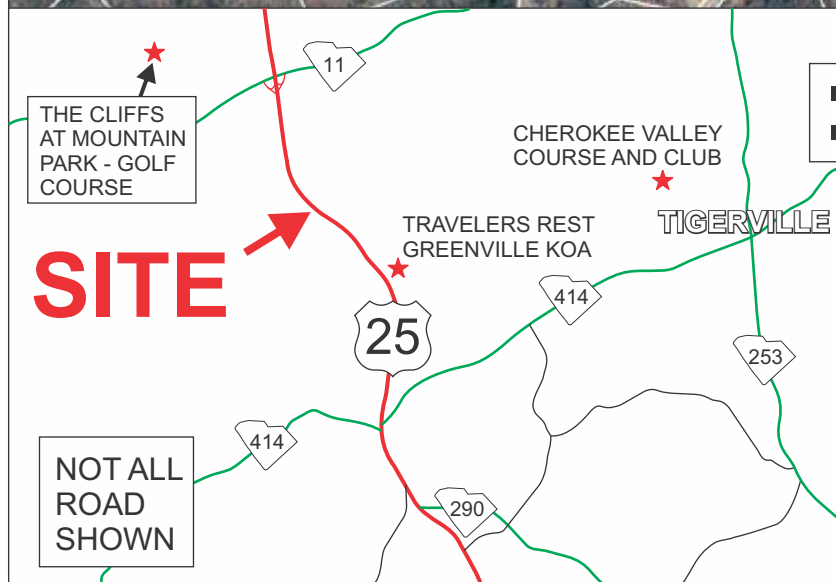 11
THE CLIFFS
AT MOUNTAIN
PARK - GOLF
COURSE
CHEROKEE VALLEY
COURSE AND CLUB
TIGERVILLE
TRAVELERS REST
GREENVILLE KOA
SITE
414
25
253
414
NOT ALL
ROAD
SHOWN
290